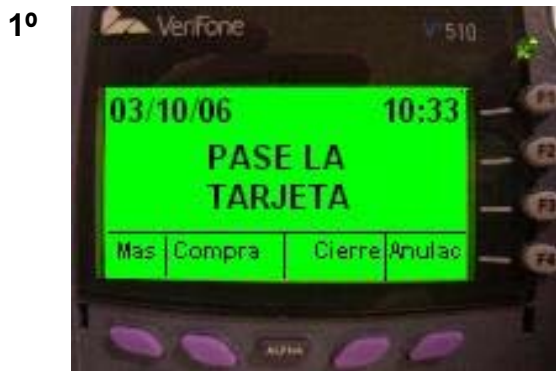 1º
VeriFone
510
03/10/06 10:33
PASE LA
TARJETA
Mas Compra Cierre Anulac
F1
F2
F3
F4
ALPHA